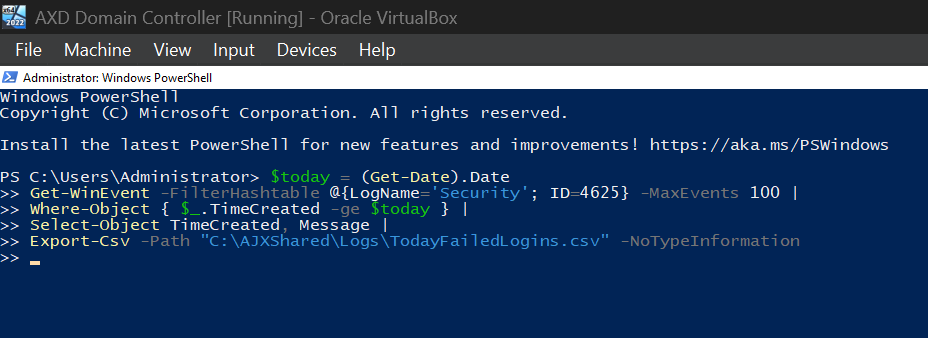 x64
2022
AXD Domain Controller [Running] - Oracle VirtualBox
File Machine View Input Devices Help
Administrator: Windows PowerShell
Windows PowerShell
Copyright (C) Microsoft Corporation. All rights reserved.
Install the latest PowerShell for new features and improvements! https://aka.ms/PSWindows
PS C:\Users\Administrator> $today = (Get-Date).Date
>> Get-WinEvent -FilterHashtable @{LogName='Security'; ID=4625} -MaxEvents 100 |
>> Where-Object { $_.TimeCreated -ge $today } |
>> Select-Object TimeCreated, Message |
>> Export-Csv -Path "C:\AJXShared\Logs\TodayFailedLogins.csv" -NoTypeInformation
>>